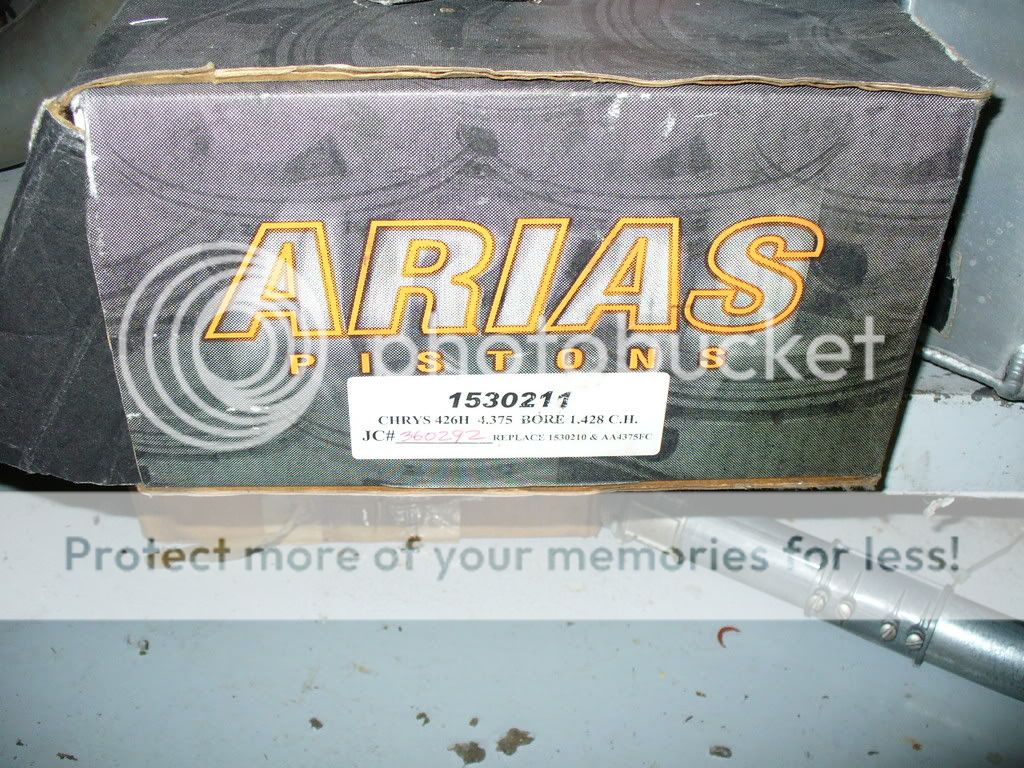 ARIAS
PISTONS
photobucket
1530211
CHRYS 426H 4.375 BORE 1.428 C.H.
JC# 360292 REPLACE 1530210 & AA4375FC
Protect more of your memories for less!